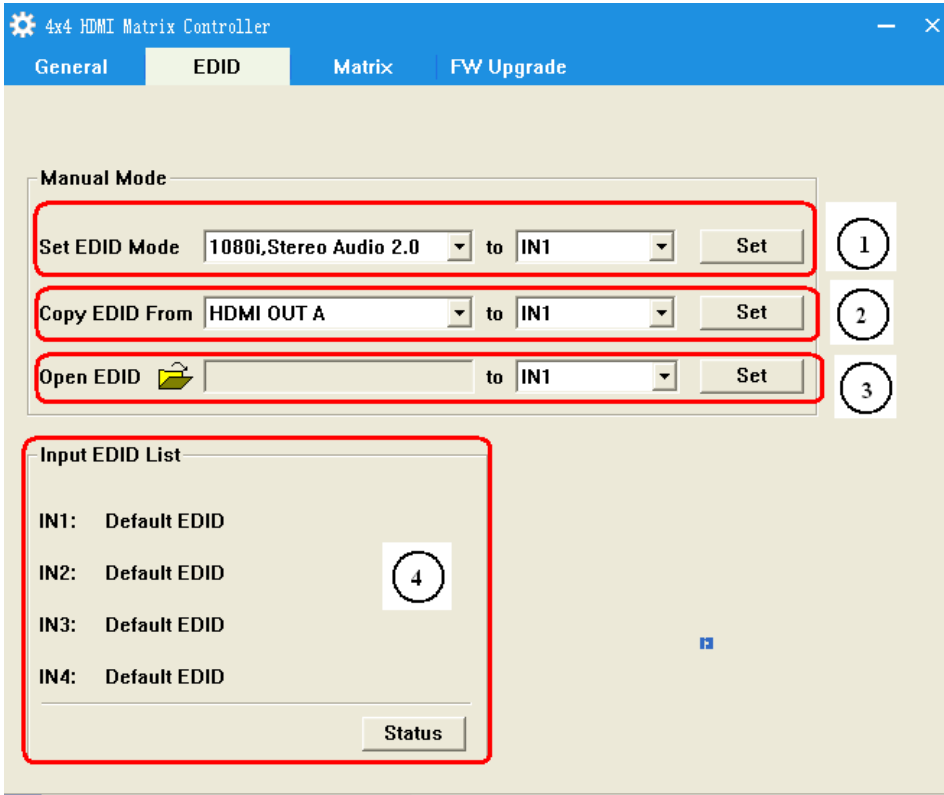 4x4 HDMI Matrix Controller
General EDID Matrix FW Upgrade
Manual Mode
Set EDID Mode 1080i,Stereo Audio 2.0 to IN1 Set 1
Copy EDID From HDMI OUT A to IN1 Set 2
Open EDID to IN1 Set 3
Input EDID List
IN1: Default EDID
IN2: Default EDID
4
IN3: Default EDID
IN4: Default EDID
Status